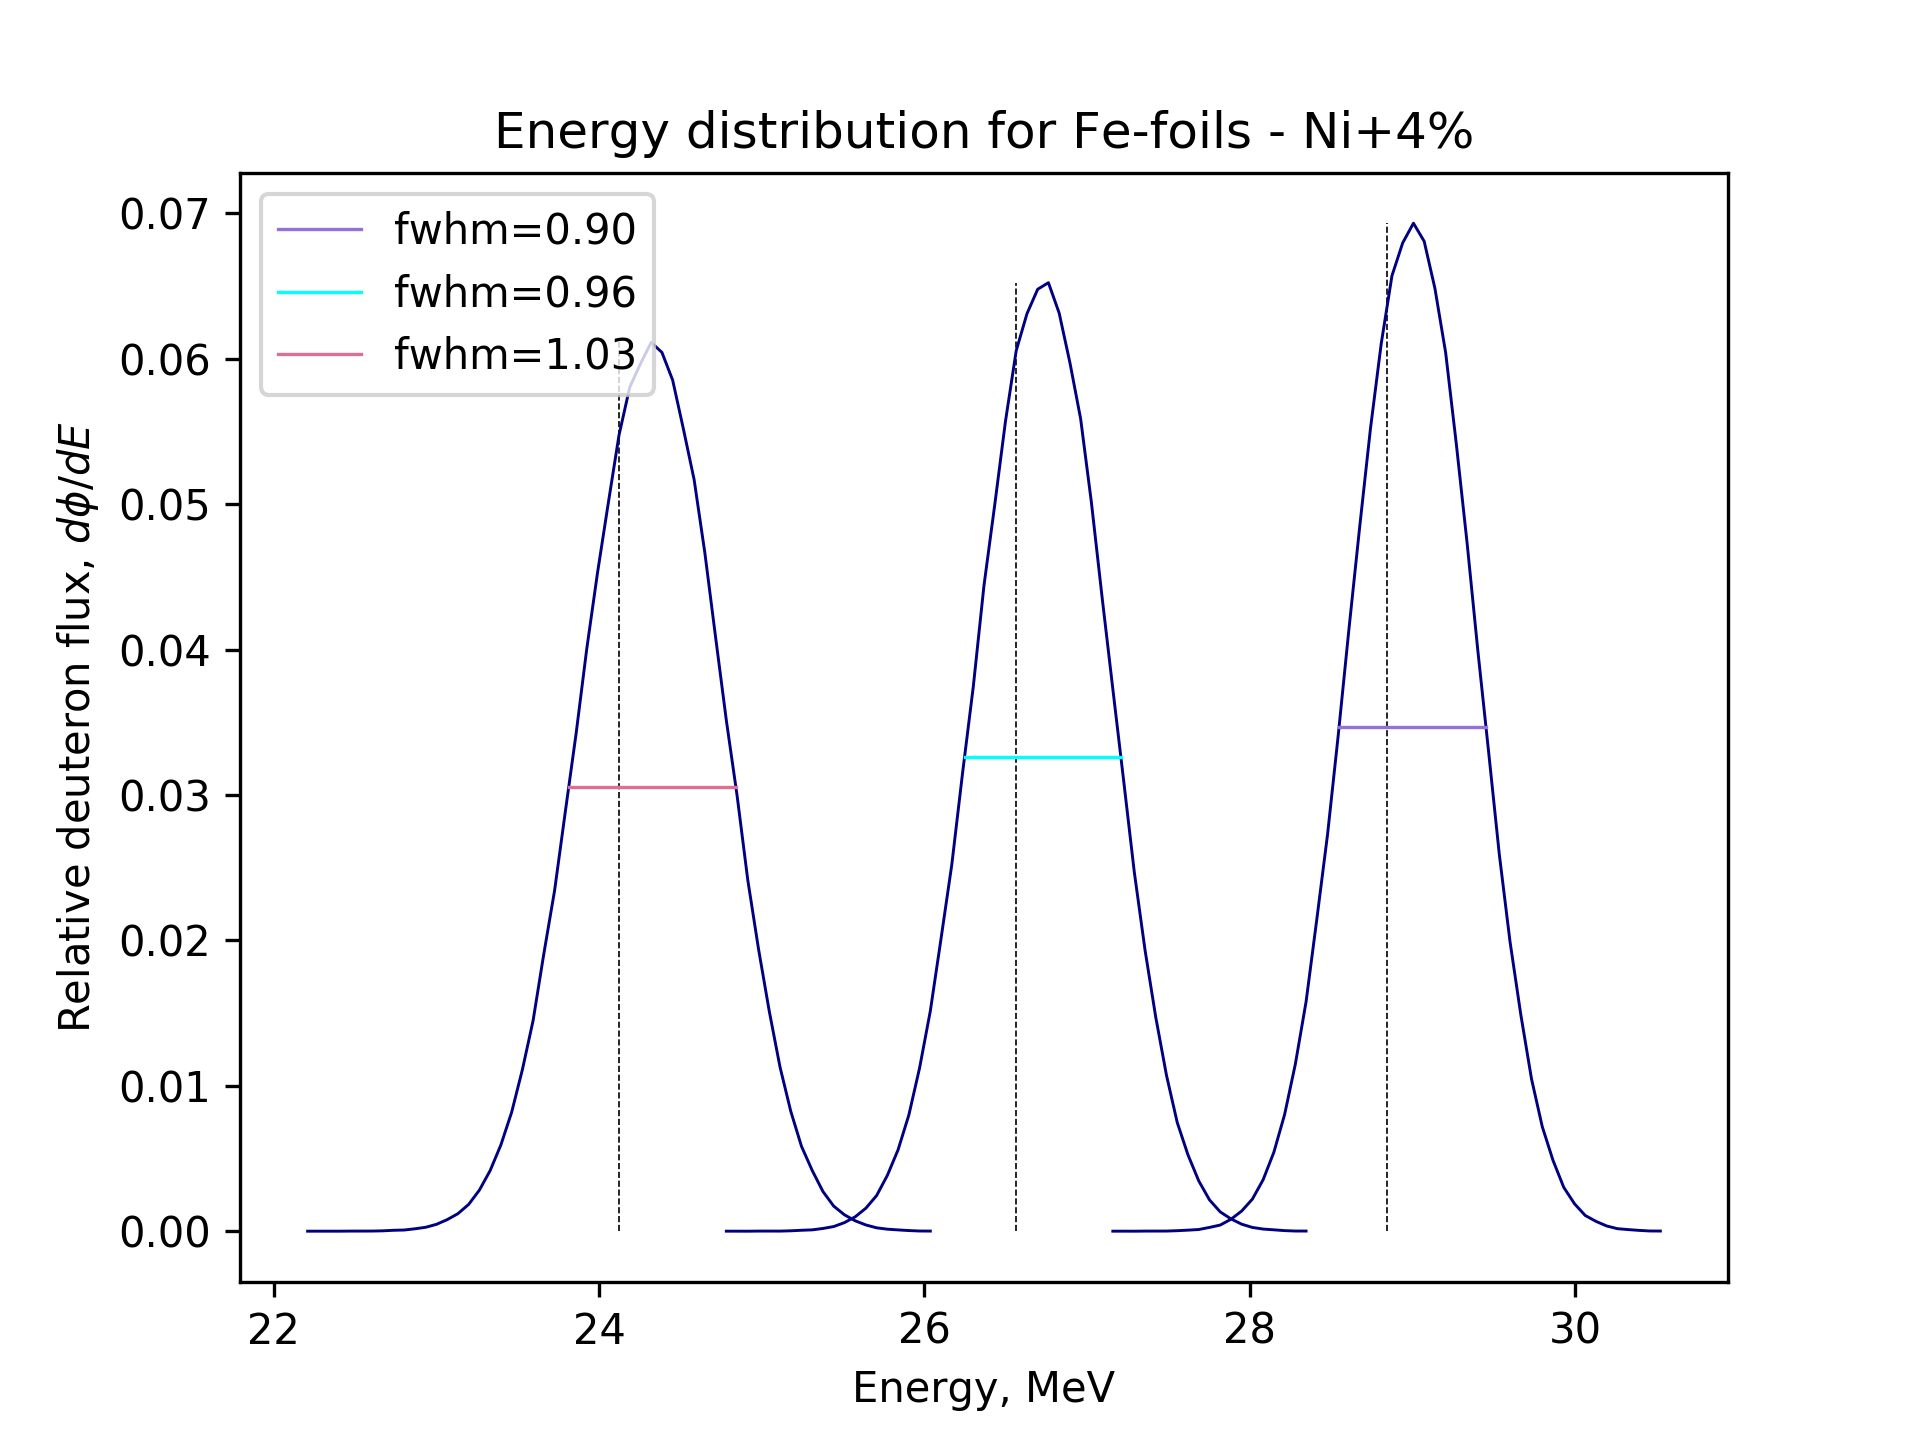 Energy distribution for Fe-foils - Ni+4%
fwhm=0.90
fwhm=0.96
fwhm=1.03
Relative deuteron flux, dϕ/dE
0.07
0.06
0.05
0.04
0.03
0.02
0.01
0.00
22 24 26 28 30
Energy, MeV